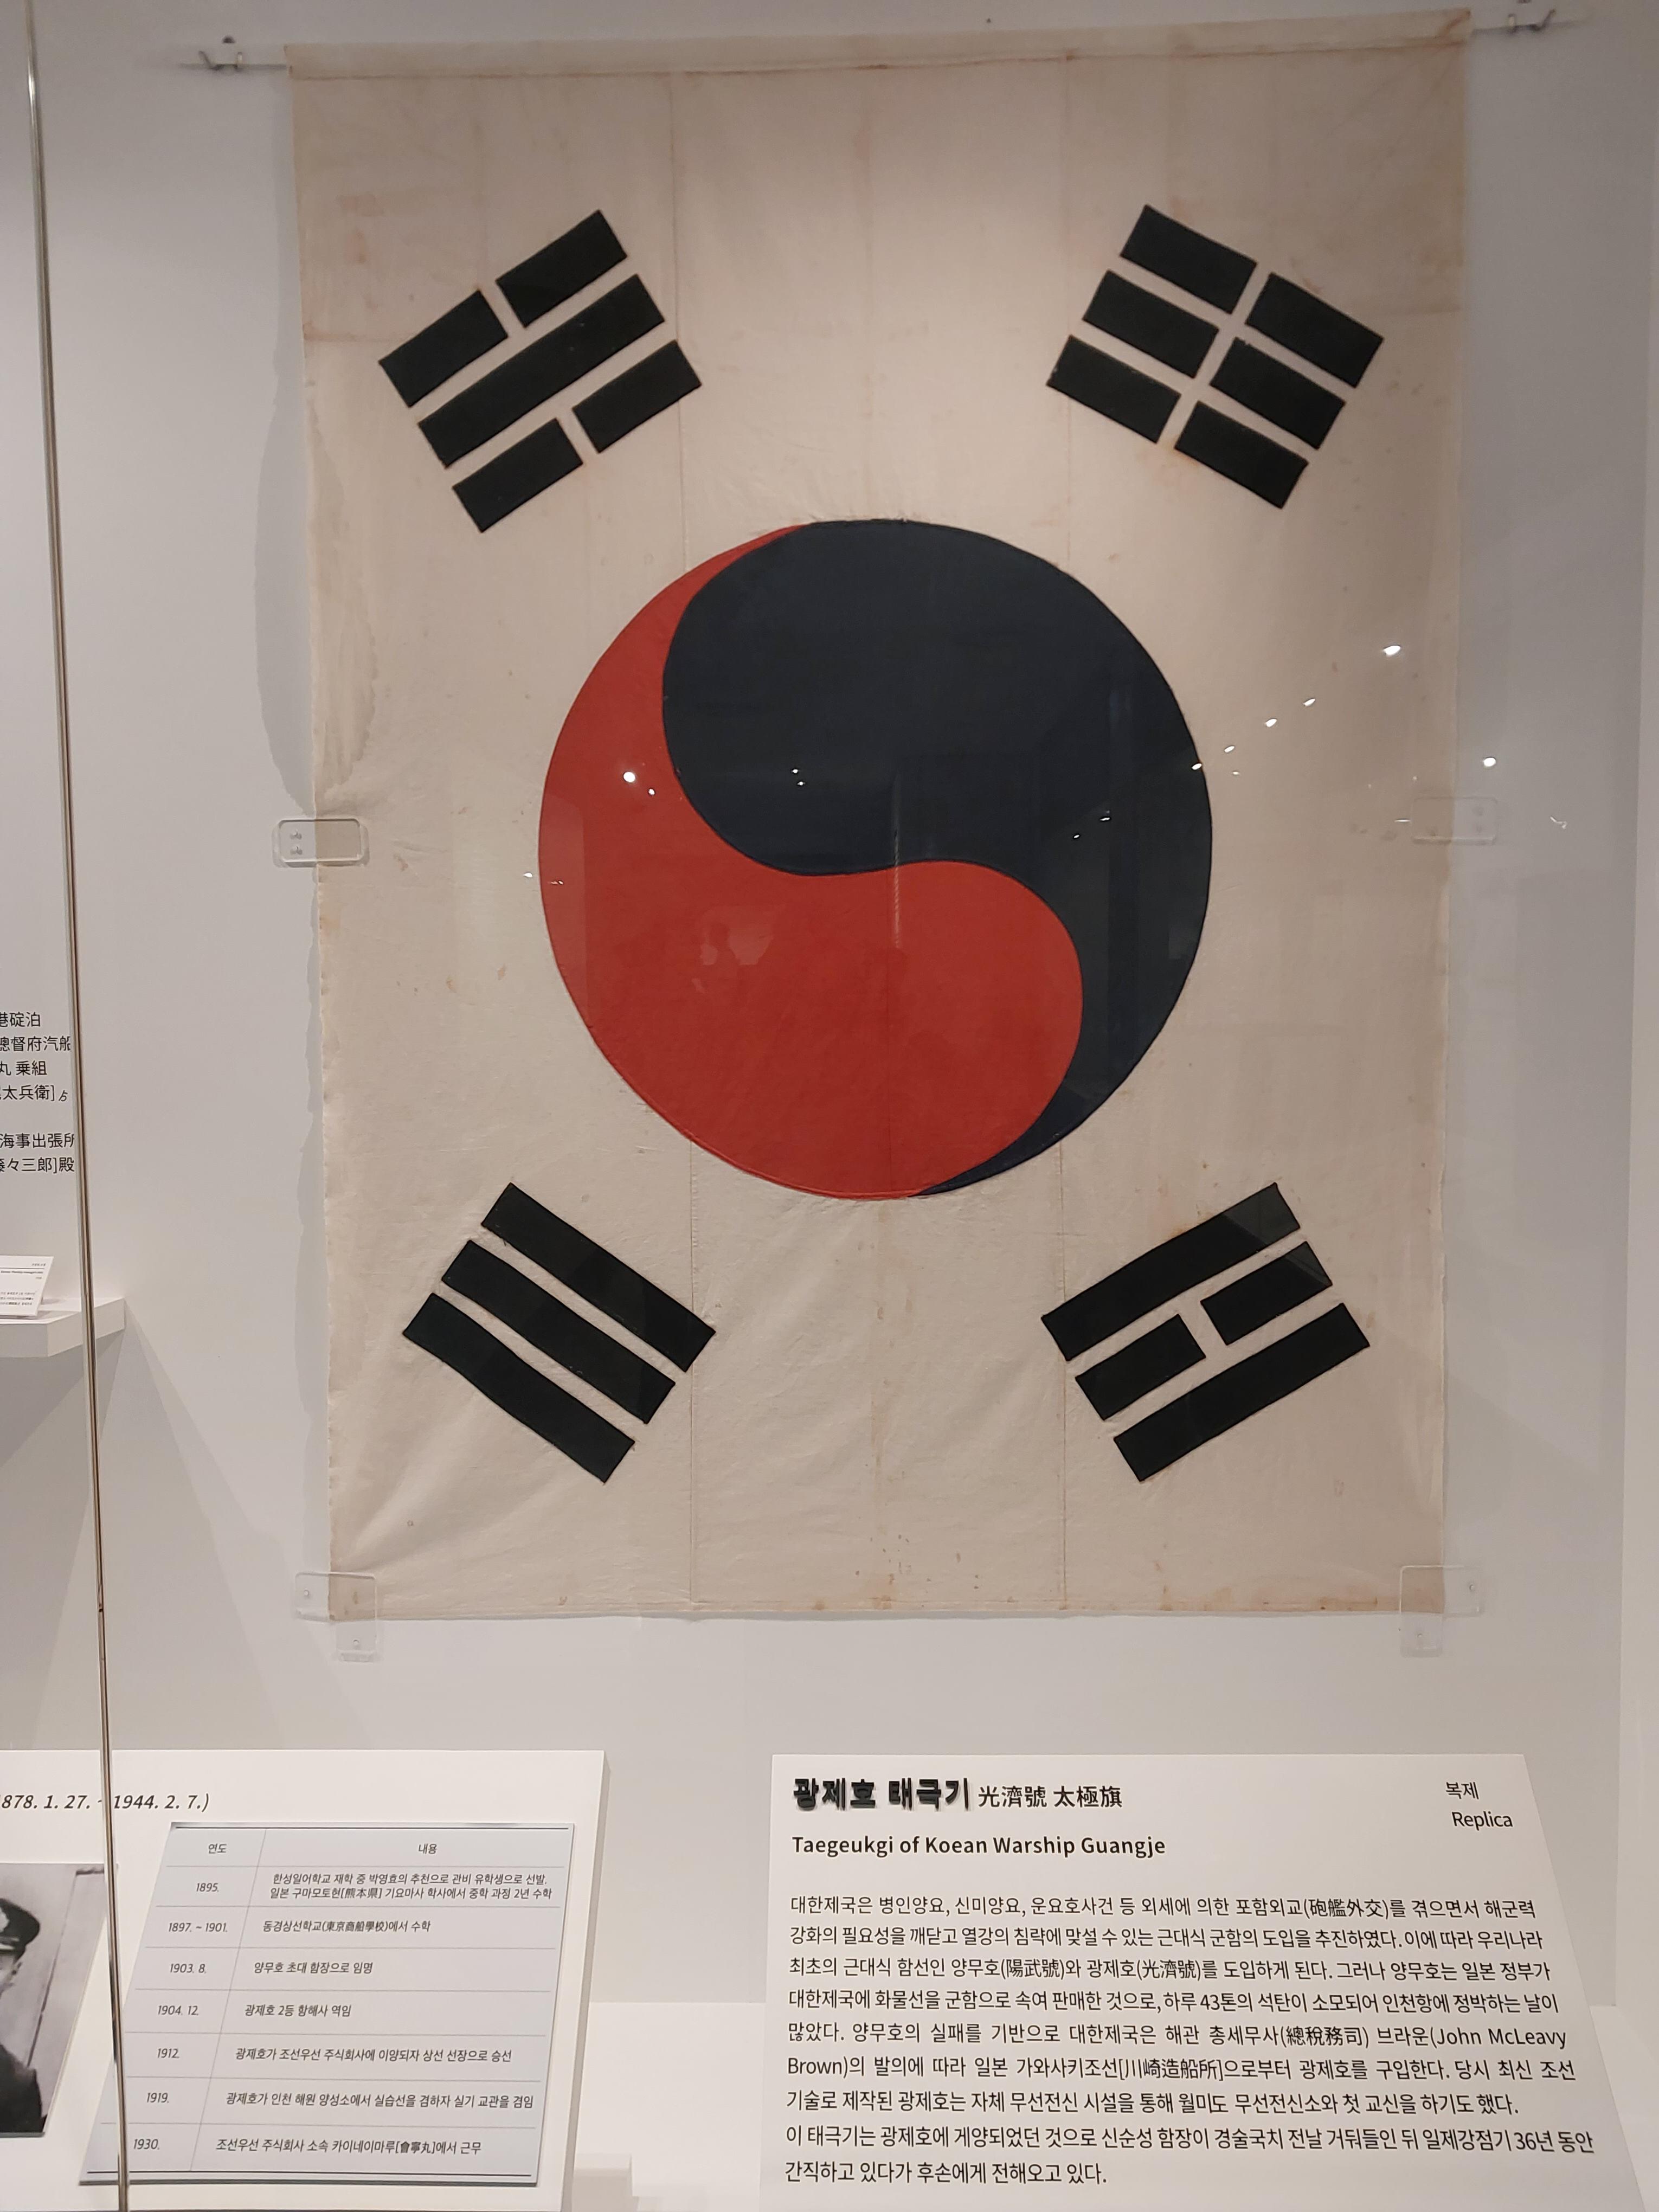 港碇泊
總督府汽船
丸 乗組
太兵衛]
海事出張所
々三郎]殿
878. 1. 27. ~ 1944. 2. 7.)
연도 내용
1895. 한성일어학교 재학 중 박영효의 추천으로 관비 유학생으로 선발.
일본 구마모토현[熊本県] 기요마사 학사에서 중학 과정 2년 수학
1897. ~ 1901. 동경상선학교(東京商船學校)에서 수학
1903. 8. 양무호 초대 함장으로 임명
1904. 12. 광제호 2등 항해사 역임
1912. 광제호가 조선우선 주식회사에 이양되자 상선 선장으로 승선
1919. 광제호가 인천 해원 양성소에서 실습선을 겸하자 실기 교관을 겸임
1930. 조선우선 주식회사 소속 카이네이마루[會寧丸]에서 근무
광제호 태극기 光濟號 太極旗
복제
Replica
Taegeukgi of Koean Warship Guangje
대한제국은 병인양요, 신미양요, 운요호사건 등 외세에 의한 포함외교(砲艦外交)를 겪으면서 해군력
강화의 필요성을 깨닫고 열강의 침략에 맞설 수 있는 근대식 군함의 도입을 추진하였다. 이에 따라 우리나라
최초의 근대식 함선인 양무호(陽武號)와 광제호(光濟號)를 도입하게 된다. 그러나 양무호는 일본 정부가
대한제국에 화물선을 군함으로 속여 판매한 것으로, 하루 43톤의 석탄이 소모되어 인천항에 정박하는 날이
많았다. 양무호의 실패를 기반으로 대한제국은 해관 총세무사(總稅務司) 브라운(John McLeavy
Brown)의 발의에 따라 일본 가와사키조선[川崎造船所]으로부터 광제호를 구입한다. 당시 최신 조선
기술로 제작된 광제호는 자체 무선전신 시설을 통해 월미도 무선전신소와 첫 교신을 하기도 했다.
이 태극기는 광제호에 게양되었던 것으로 신순성 함장이 경술국치 전날 거둬들인 뒤 일제강점기 36년 동안
간직하고 있다가 후손에게 전해오고 있다.